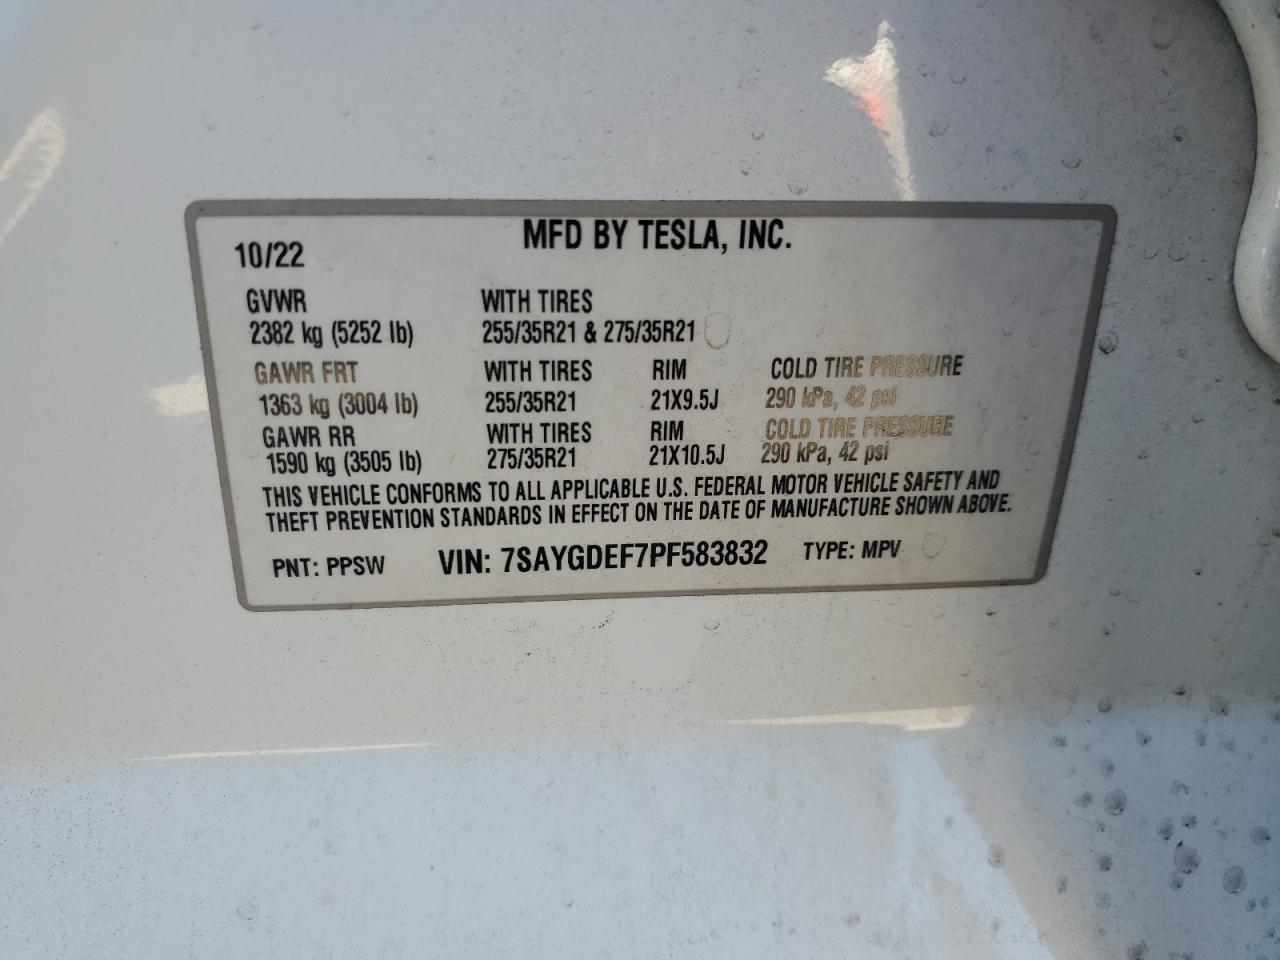 MFD BY TESLA, INC.
10/22
GVWR WITH TIRES
2382 kg (5252 lb) 255/35R21 & 275/35R21
GAWR FRT WITH TIRES RIM COLD TIRE PRESSURE
1363 kg (3004 lb) 255/35R21 21X9.5J 290 kPa, 42 psi
GAWR RR WITH TIRES RIM COLD TIRE PRESSURE
1590 kg (3505 lb) 275/35R21 21X10.5J 290 kPa, 42 psi
THIS VEHICLE CONFORMS TO ALL APPLICABLE U.S. FEDERAL MOTOR VEHICLE SAFETY AND
THEFT PREVENTION STANDARDS IN EFFECT ON THE DATE OF MANUFACTURE SHOWN ABOVE.
PNT: PPSW VIN: 7SAYGDEF7PF583832 TYPE: MPV